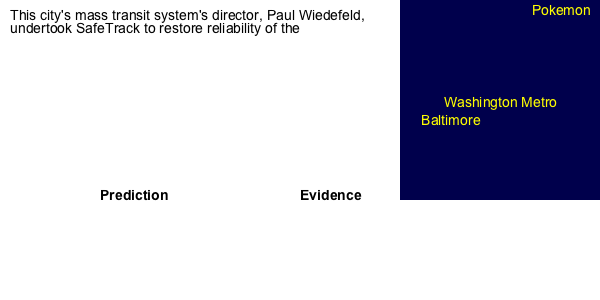 This city's mass transit system's director, Paul Wiedefeld,
undertook SafeTrack to restore reliability of the
Pokemon
Washington Metro
Baltimore
Prediction
Evidence